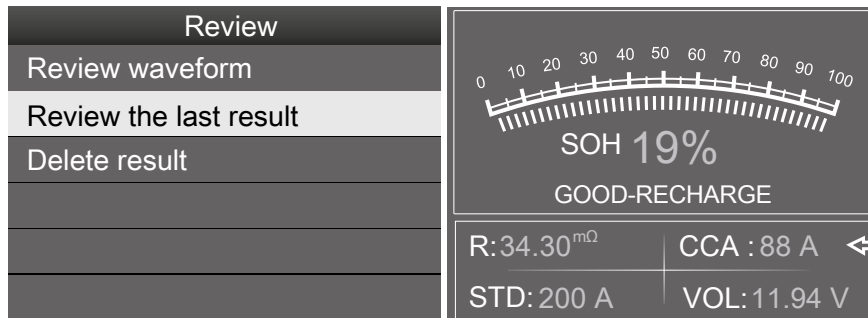 Review
Review waveform
Review the last result
Delete result
0 10 20 30 40 50 60 70 80 90 100
SOH 19%
GOOD-RECHARGE
R:34.30mΩ CCA : 88 A
STD: 200 A VOL: 11.94 V